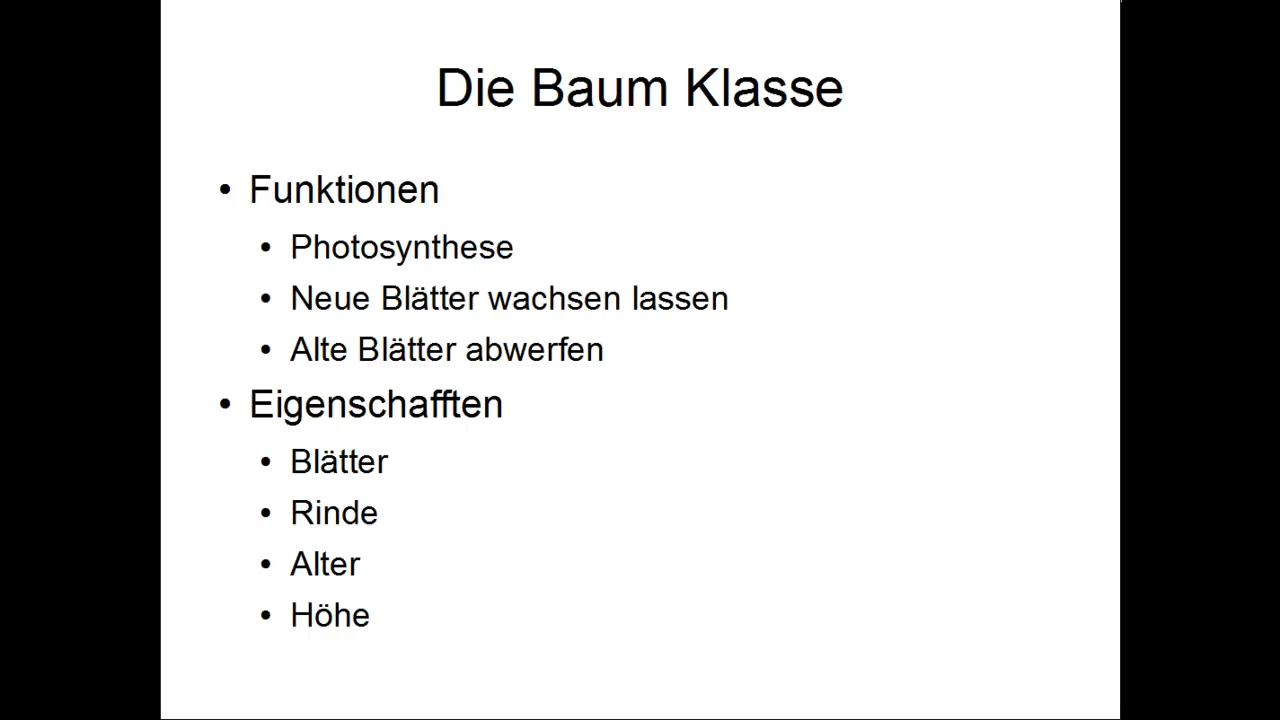 Die Baum Klasse
• Funktionen
• Photosynthese
• Neue Blätter wachsen lassen
• Alte Blätter abwerfen
• Eigenschafften
• Blätter
• Rinde
• Alter
• Höhe